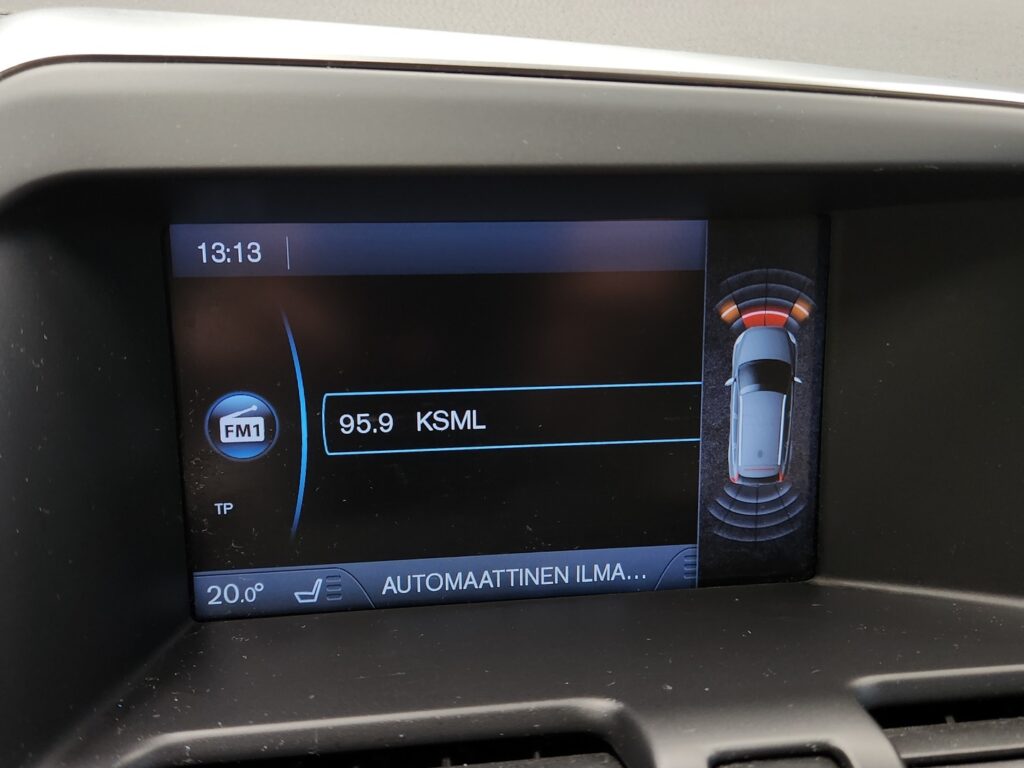 13:13
FM1
95.9 KSML
TP
20.0°
AUTOMAATTINEN ILMA...